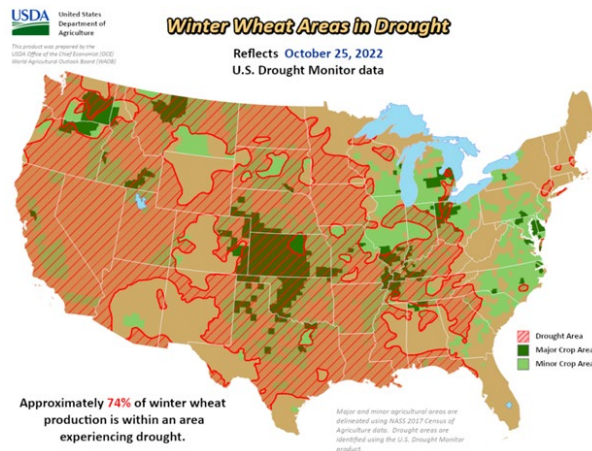 USDA
United States
Department of
Agriculture
This product was prepared by the
USDA Office of the Chief Economist (OCE)
World Agricultural Outlook Board (WAOB)
Winter Wheat Areas in Drought
Reflects October 25, 2022
U.S. Drought Monitor data
Drought Area
Major Crop Area
Minor Crop Area
Approximately 74% of winter wheat
production is within an area
experiencing drought.
Major and minor agricultural areas are
delineated using NASS 2017 Census of
Agriculture data. Drought areas are
identified using the U.S. Drought Monitor
product.